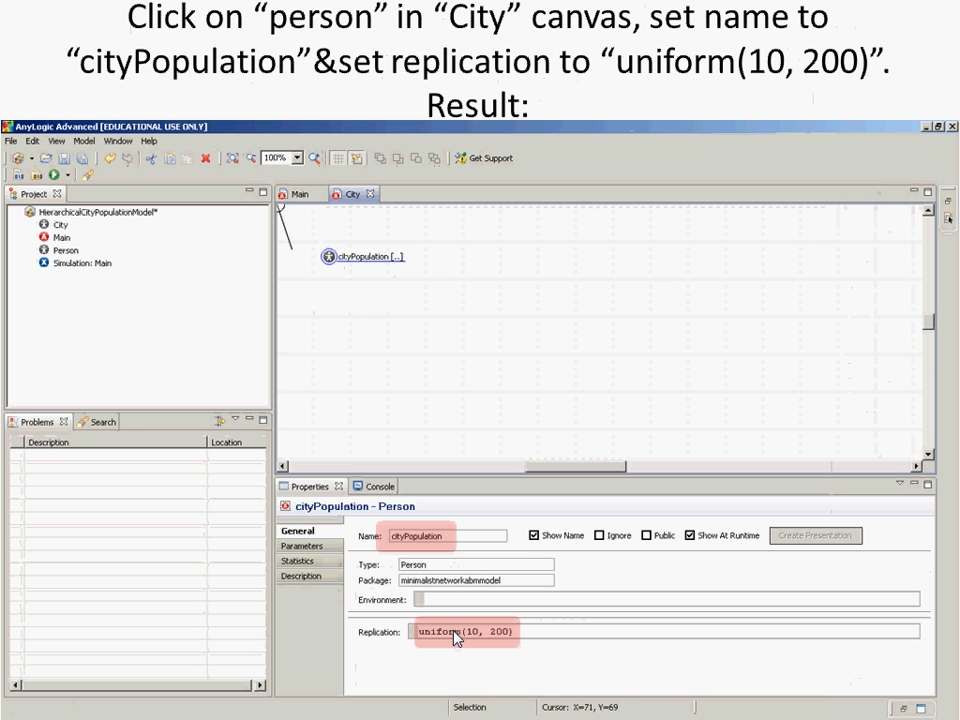 Click on “person” in “City” canvas, set name to
“cityPopulation”&set replication to “uniform(10, 200)”.
Result:
AnyLogic Advanced [EDUCATIONAL USE ONLY]
File Edit View Model Window Help
100% Get Support
Project
Main City
HierarchicalCityPopulationModel*
City
Main
Person
Simulation: Main
cityPopulation [..]
Problems Search
Description Location
Properties Console
cityPopulation - Person
General
Parameters
Statistics
Description
Name: cityPopulation Show Name Ignore Public Show At Runtime Create Presentation
Type: Person
Package: minimalistnetworkabmmodel
Environment:
Replication: uniform(10, 200)
Selection Cursor: X=71, Y=69